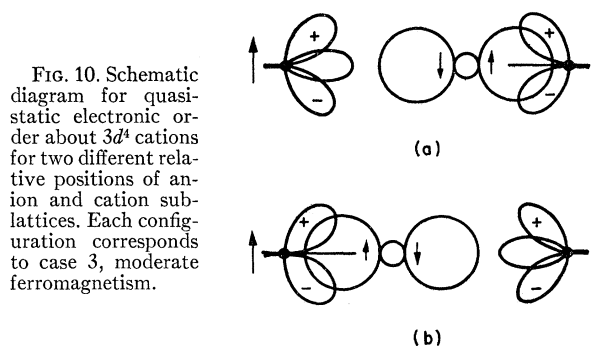 FIG. 10. Schematic
diagram for quasi-
static electronic or-
der about 3d⁴ cations
for two different rela-
tive positions of an-
ion and cation sub-
lattices. Each config-
uration corresponds
to case 3, moderate
ferromagnetism.
+
−
+
−
(a)
+
−
+
−
(b)